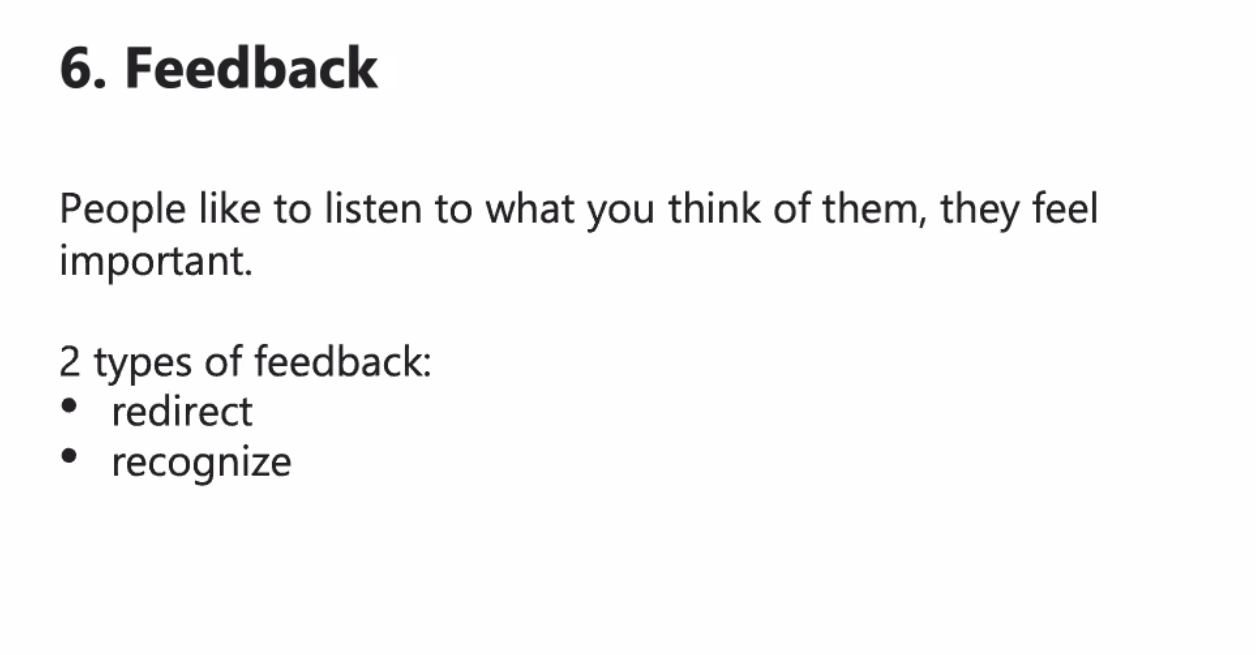 6. Feedback
People like to listen to what you think of them, they feel
important.
2 types of feedback:
• redirect
• recognize